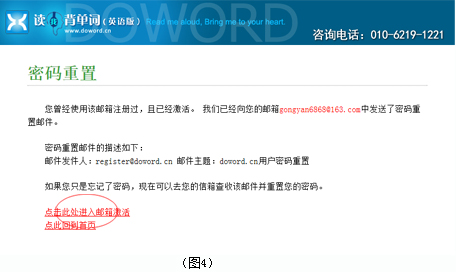 读 背单词(英语版)
www.doword.cn
DOWORD
Read me aloud, Bring me to your heart.
咨询电话：010-6219-1221
密码重置
您曾经使用该邮箱注册过，且已经激活。 我们已经向您的邮箱gongyan6868@163.com中发送了密码重
置邮件。
密码重置邮件的描述如下：
邮件发件人：register@doword.cn 邮件主题：doword.cn用户密码重置
如果您只是忘记了密码，现在可以去您的信箱查收该邮件并重置您的密码。
点击此处进入邮箱激活
点此回到首页
(图4)